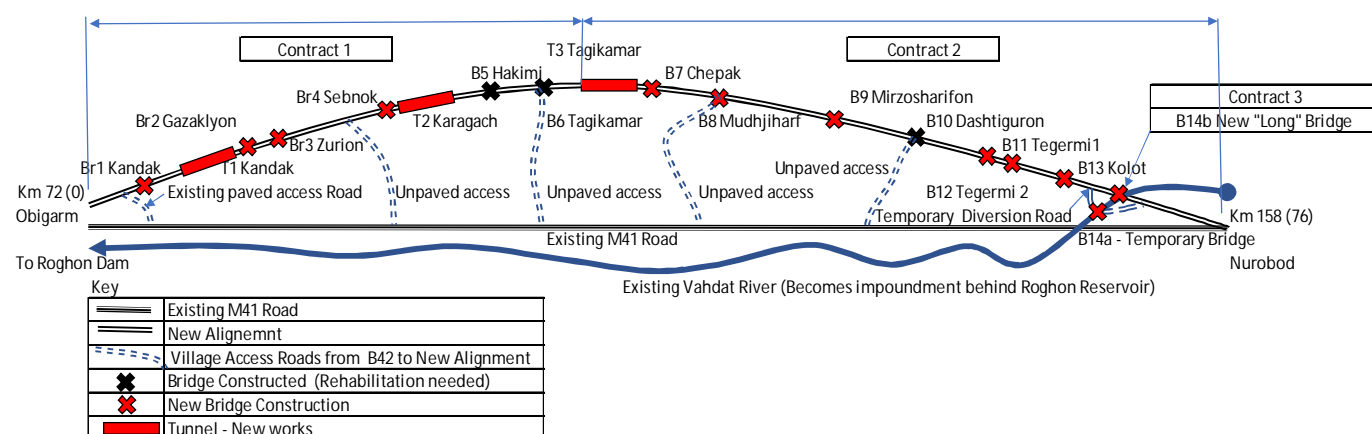 Contract 1
T3 Tagikamar
Contract 2
B5 Hakimi
B7 Chepak
Br4 Sebnok
B9 Mirzosharifon
Contract 3
B14b New "Long" Bridge
Br2 Gazaklyon
T2 Karagach
B6 Tagikamar
B8 Mudhjiharf
B10 Dashtiguron
Br3 Zurion
B11 Tegermi1
Br1 Kandak
T1 Kandak
Unpaved access
B13 Kolot
Km 72 (0)
Existing paved access Road
Unpaved access
Unpaved access
Unpaved access
B12 Tegermi 2
Obigarm
Temporary Diversion Road
Km 158 (76)
Existing M41 Road
B14a - Temporary Bridge
To Roghon Dam
Nurobod
Key
Existing Vahdat River (Becomes impoundment behind Roghon Reservoir)
Existing M41 Road
New Alignemnt
Village Access Roads from B42 to New Alignment
Bridge Constructed (Rehabilitation needed)
New Bridge Construction
Tunnel - New works